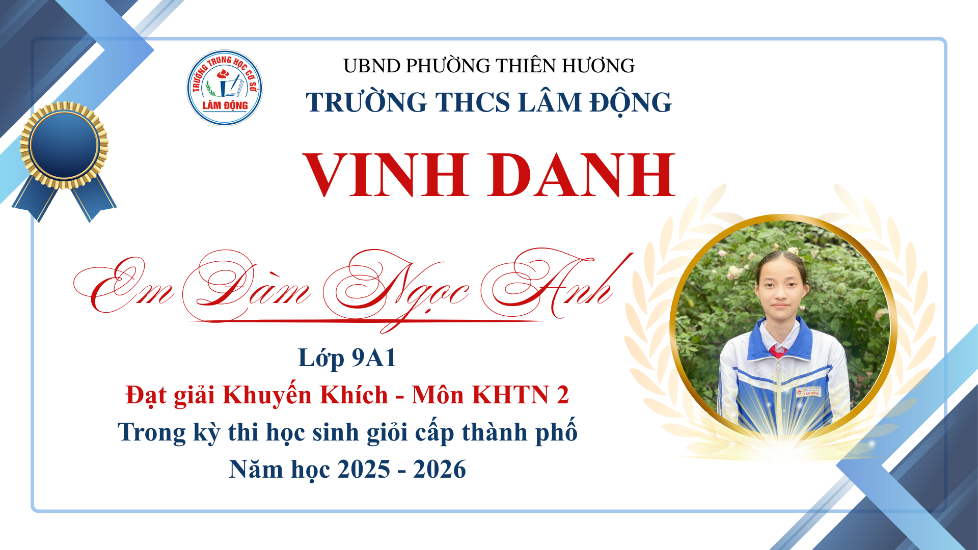 TRƯỜNG TRUNG HỌC CƠ SỞ
LÂM ĐỘNG
UBND PHƯỜNG THIÊN HƯƠNG
TRƯỜNG THCS LÂM ĐỘNG
VINH DANH
Em Đàm Ngọc Anh
Lớp 9A1
Đạt giải Khuyến Khích - Môn KHTN 2
Trong kỳ thi học sinh giỏi cấp thành phố
Năm học 2025 - 2026